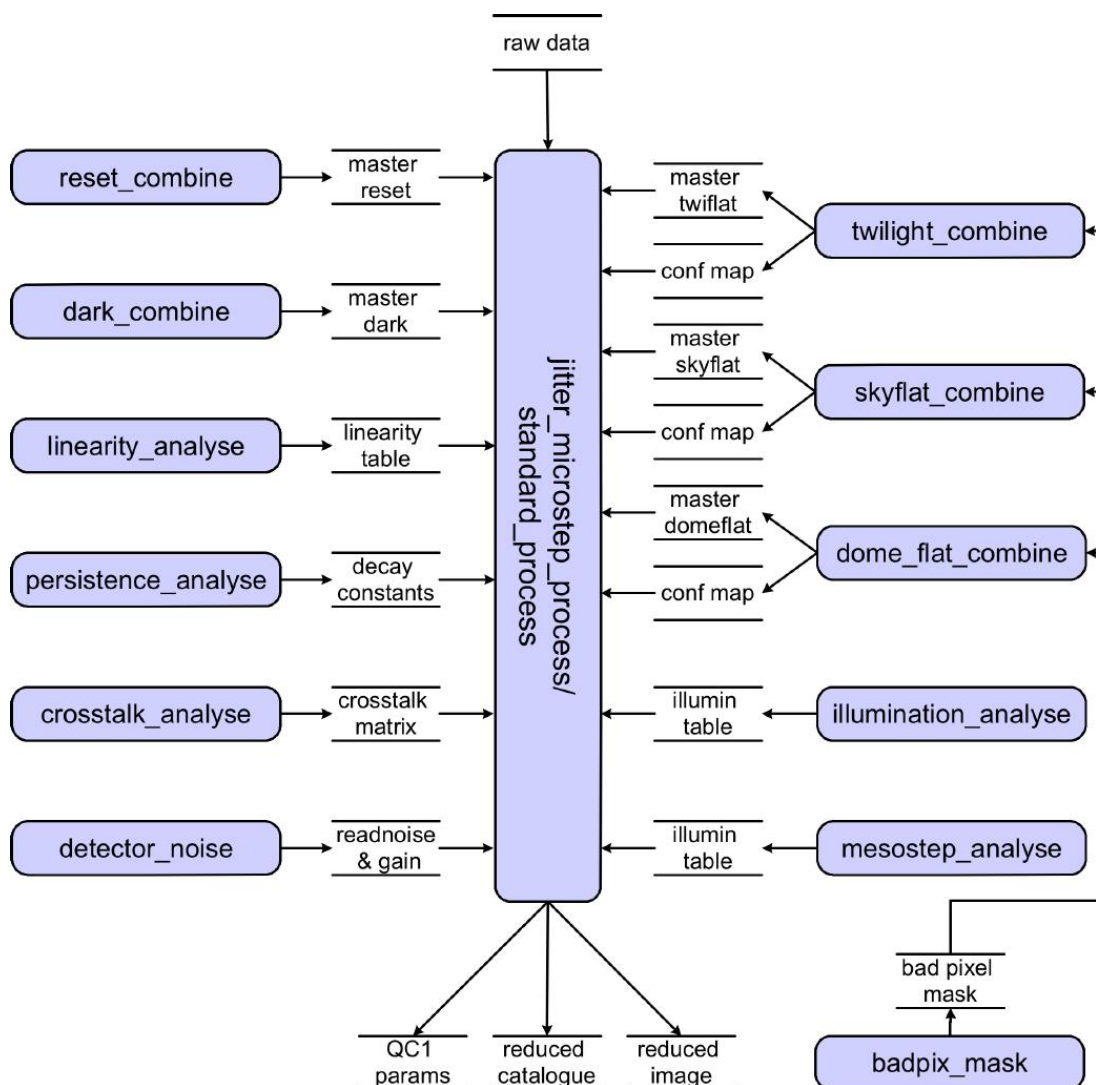 raw data
reset_combine
master
reset
dark_combine
master
dark
linearity_analyse
linearity
table
persistence_analyse
decay
constants
crosstalk_analyse
crosstalk
matrix
detector_noise
readnoise
& gain
jitter_microstep_process/
standard_process
master
twiflat
conf map
twilight_combine
master
skyflat
conf map
skyflat_combine
master
domeflat
conf map
dome_flat_combine
illumin
table
illumination_analyse
illumin
table
mesostep_analyse
bad pixel
mask
badpix_mask
QC1
params
reduced
catalogue
reduced
image